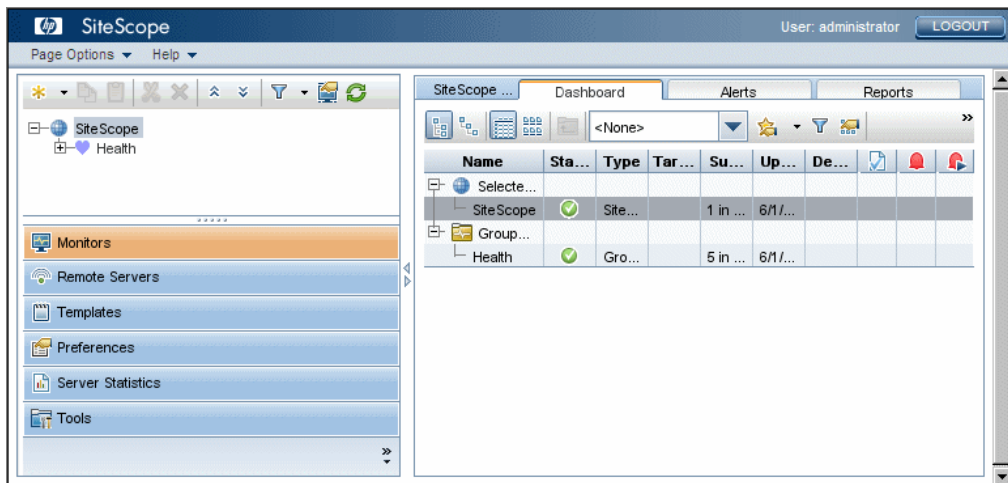 hp SiteScope User: administrator LOGOUT
Page Options Help
SiteScope
Health
Monitors
Remote Servers
Templates
Preferences
Server Statistics
Tools
SiteScope ... Dashboard Alerts Reports
<None>
Name Sta... Type Tar... Su... Up... De...
Selecte...
SiteScope Site... 1 in ... 6/1/...
Group...
Health Gro... 5 in ... 6/1/...